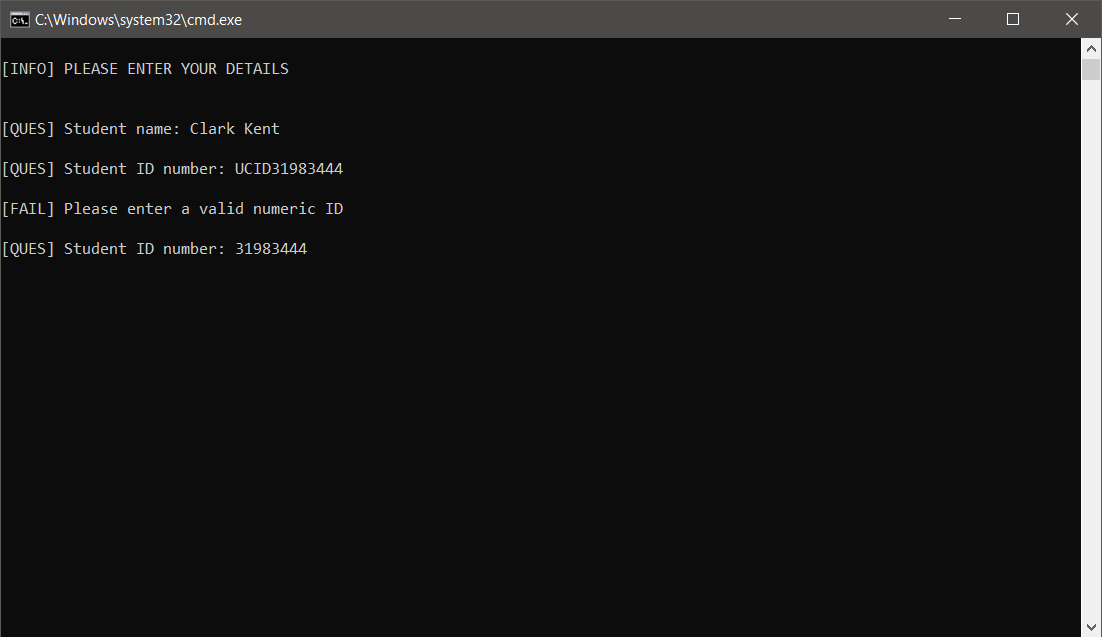 C:\Windows\system32\cmd.exe
[INFO] PLEASE ENTER YOUR DETAILS
[QUES] Student name: Clark Kent
[QUES] Student ID number: UCID31983444
[FAIL] Please enter a valid numeric ID
[QUES] Student ID number: 31983444